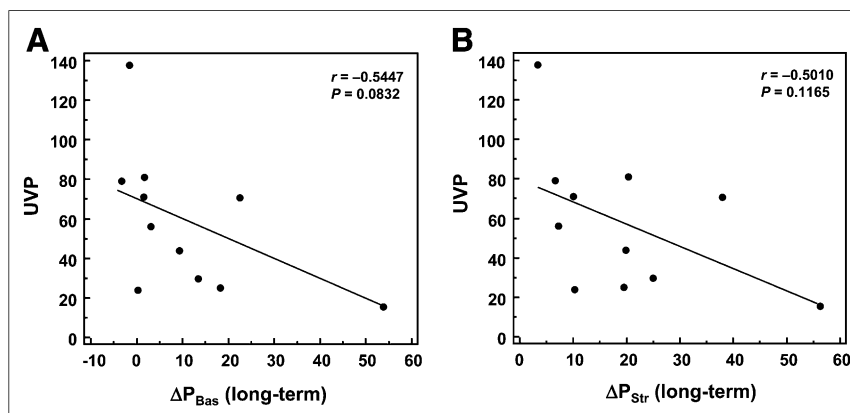 A
r = –0.5447
P = 0.0832
140
120
100
80
60
40
20
0
UVP
-10 0 10 20 30 40 50 60
ΔPBas (long-term)
B
r = –0.5010
P = 0.1165
140
120
100
80
60
40
20
0
UVP
0 10 20 30 40 50 60
ΔPStr (long-term)